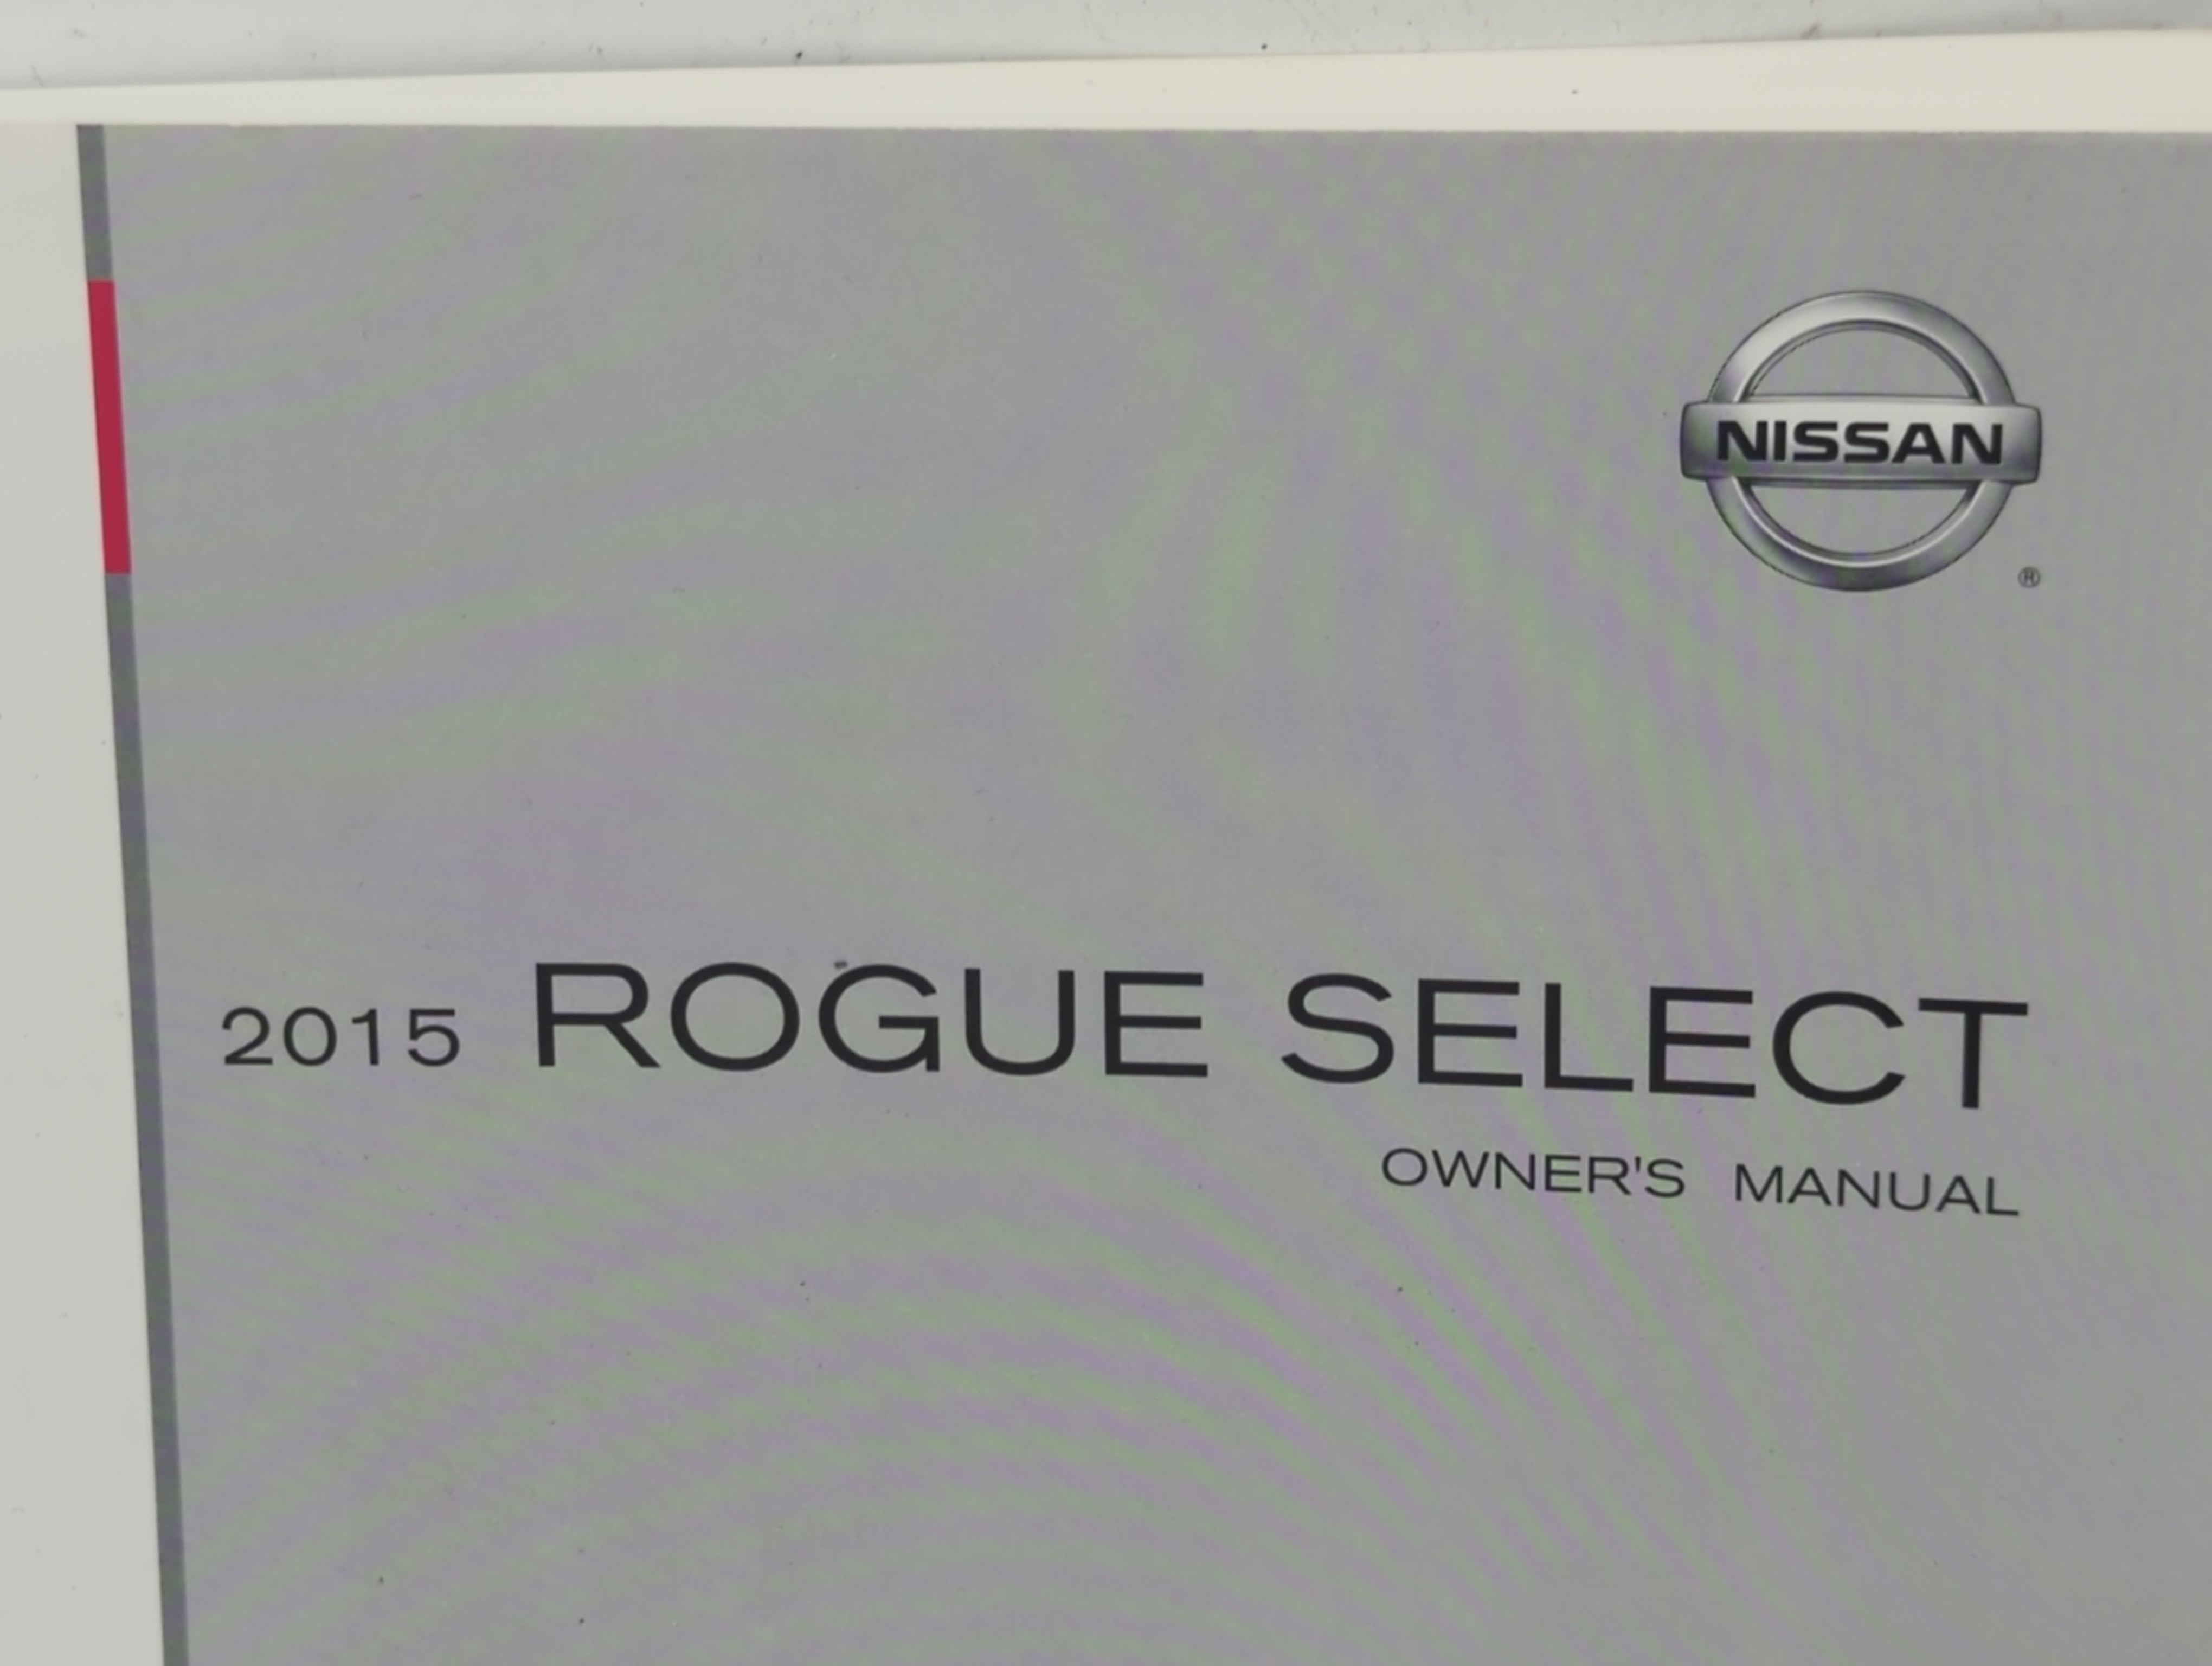 NISSAN
®
2015 ROGUE SELECT
OWNER'S MANUAL